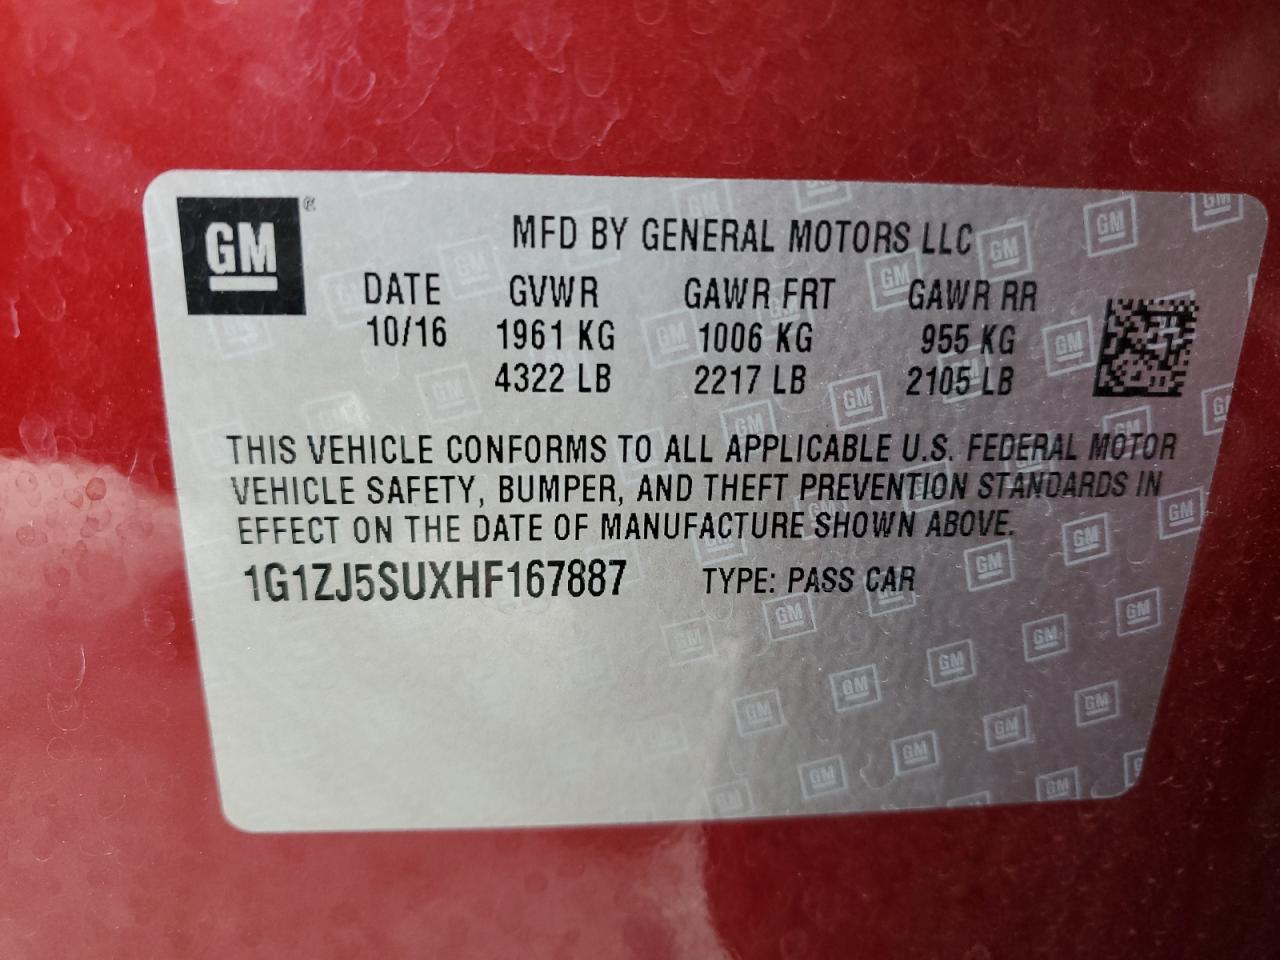 GM ®
MFD BY GENERAL MOTORS LLC
DATE GVWR GAWR FRT GAWR RR
10/16 1961 KG 1006 KG 955 KG
4322 LB 2217 LB 2105 LB
THIS VEHICLE CONFORMS TO ALL APPLICABLE U.S. FEDERAL MOTOR
VEHICLE SAFETY, BUMPER, AND THEFT PREVENTION STANDARDS IN
EFFECT ON THE DATE OF MANUFACTURE SHOWN ABOVE.
1G1ZJ5SUXHF167887 TYPE: PASS CAR